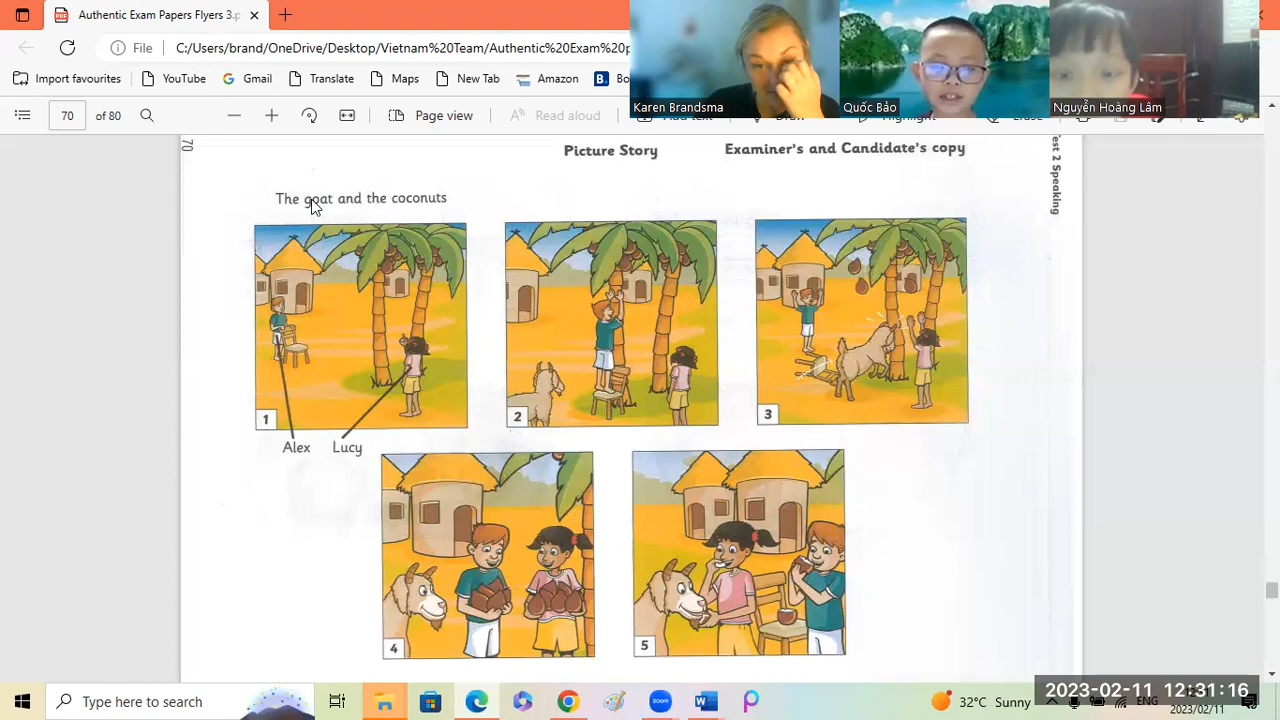 Authentic Exam Papers Flyers 3.p
File
C:/Users/brand/OneDrive/Desktop/Vietnam%20Team/Authentic%20Exam%20p
Import favourites
YouTube
Gmail
Translate
Maps
New Tab
Amazon
Karen Brandsma
Quốc Bảo
Nguyễn Hoàng Lâm
70
of 80
Page view
Read aloud
70
Picture Story
Examiner's and Candidate's copy
Test 2 Speaking
The goat and the coconuts
1
2
3
Alex
Lucy
4
5
Type here to search
32°C Sunny
ENG
2023-02-11 12:31:16
2023/02/11